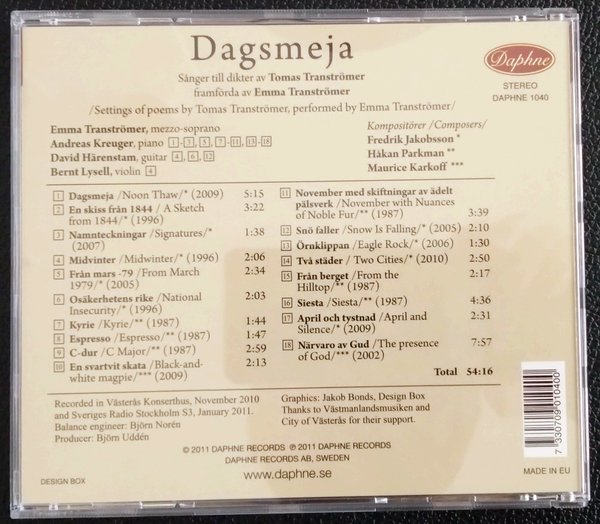 Dagsmeja
Daphne
STEREO
DAPHNE 1040
Sånger till dikter av Tomas Tranströmer
framförda av Emma Tranströmer
/Settings of poems by Tomas Tranströmer, performed by Emma Tranströmer/
Emma Tranströmer, mezzo-soprano
Andreas Kreuger, piano 1-3, 5, 7-11, 13-18
David Härenstam, guitar 4, 6, 12
Bernt Lysell, violin 4
Kompositörer /Composers/
Fredrik Jakobsson *
Håkan Parkman **
Maurice Karkoff ***
1 Dagsmeja /Noon Thaw/* (2009) 5:15
2 En skiss från 1844 /A Sketch 3:22
from 1844/* (1996)
3 Namnteckningar /Signatures/* 1:38
(2007)
4 Midvinter /Midwinter/* (1996) 2:06
5 Från mars -79 /From March 2:34
1979/* (2005)
6 Osäkerhetens rike /National 2:03
Insecurity/* (1996)
7 Kyrie /Kyrie/** (1987) 1:44
8 Espresso /Espresso/** (1987) 1:47
9 C-dur /C Major/** (1987) 2:59
10 En svartvit skata /Black-and- 2:13
white magpie/*** (2009)
11 November med skiftningar av ädelt
pälsverk /November with Nuances
of Noble Fur/** (1987) 3:39
12 Snö faller /Snow Is Falling/* (2005) 2:10
13 Örnklippan /Eagle Rock/* (2006) 1:30
14 Två städer /Two Cities/* (2010) 2:50
15 Från berget /From the 2:17
Hilltop/** (1987)
16 Siesta /Siesta/** (1987) 4:36
17 April och tystnad /April and 2:31
Silence/* (2009)
18 Närvaro av Gud /The presence 7:57
of God/*** (2002)
Total 54:16
Recorded in Västerås Konserthus, November 2010
and Sveriges Radio Stockholm S3, January 2011.
Balance engineer: Björn Norén
Producer: Björn Uddén
Graphics: Jakob Bonds, Design Box
Thanks to Västmanlandsmusiken and
City of Västerås for their support.
© 2011 DAPHNE RECORDS ℗ 2011 DAPHNE RECORDS
DAPHNE RECORDS AB, SWEDEN
www.daphne.se
DESIGN BOX
MADE IN EU
7 330709 010400